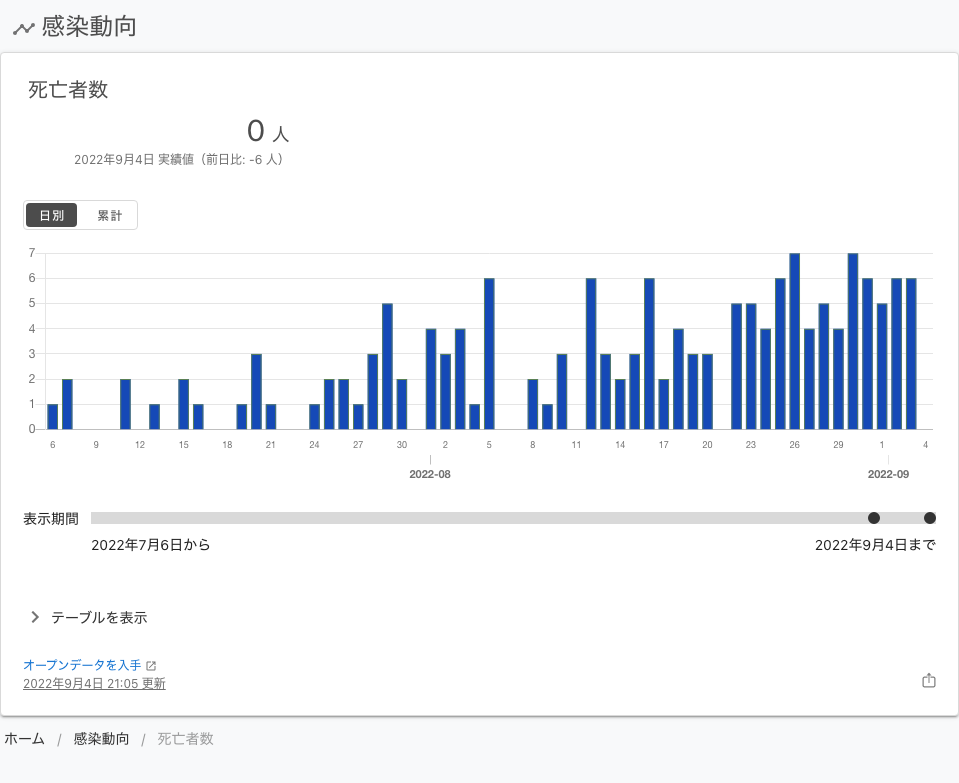 感染動向
死亡者数
0 人
2022年9月4日 実績値（前日比: -6 人）
日別 累計
7
6
5
4
3
2
1
0
6 9 12 15 18 21 24 27 30 2 5 8 11 14 17 20 23 26 29 1 4
2022-08 2022-09
表示期間
2022年7月6日から 2022年9月4日まで
テーブルを表示
オープンデータを入手
2022年9月4日 21:05 更新
ホーム / 感染動向 / 死亡者数